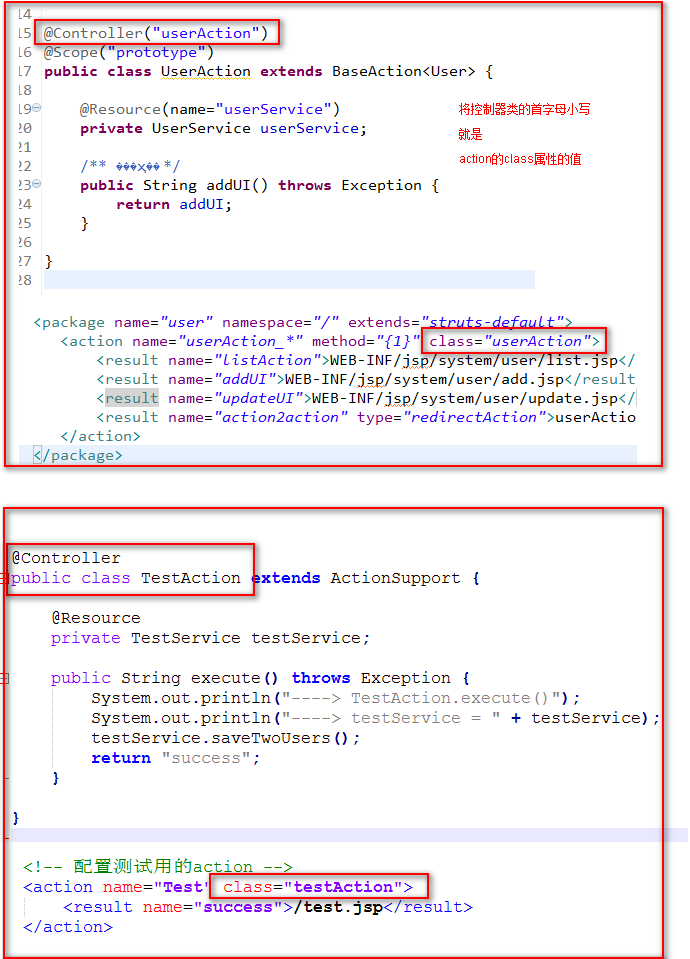 14
15 @Controller("userAction")
16 @Scope("prototype")
17 public class UserAction extends BaseAction<User> {
18
19 @Resource(name="userService")
20 private UserService userService;
21
22 /** */
23 public String addUI() throws Exception {
24 return addUI;
25 }
26
27 }
28
将控制器类的首字母小写
就是
action的class属性的值
<package name="user" namespace="/" extends="struts-default">
<action name="userAction_*" method="{1}" class="userAction">
<result name="listAction">WEB-INF/jsp/system/user/list.jsp</
<result name="addUI">WEB-INF/jsp/system/user/add.jsp</result
<result name="updateUI">WEB-INF/jsp/system/user/update.jsp</
<result name="action2action" type="redirectAction">userActio
</action>
</package>
@Controller
public class TestAction extends ActionSupport {
@Resource
private TestService testService;
public String execute() throws Exception {
System.out.println("----> TestAction.execute()");
System.out.println("----> testService = " + testService);
testService.saveTwoUsers();
return "success";
}
}
<!-- 配置测试用的action -->
<action name="Test" class="testAction">
<result name="success">/test.jsp</result>
</action>